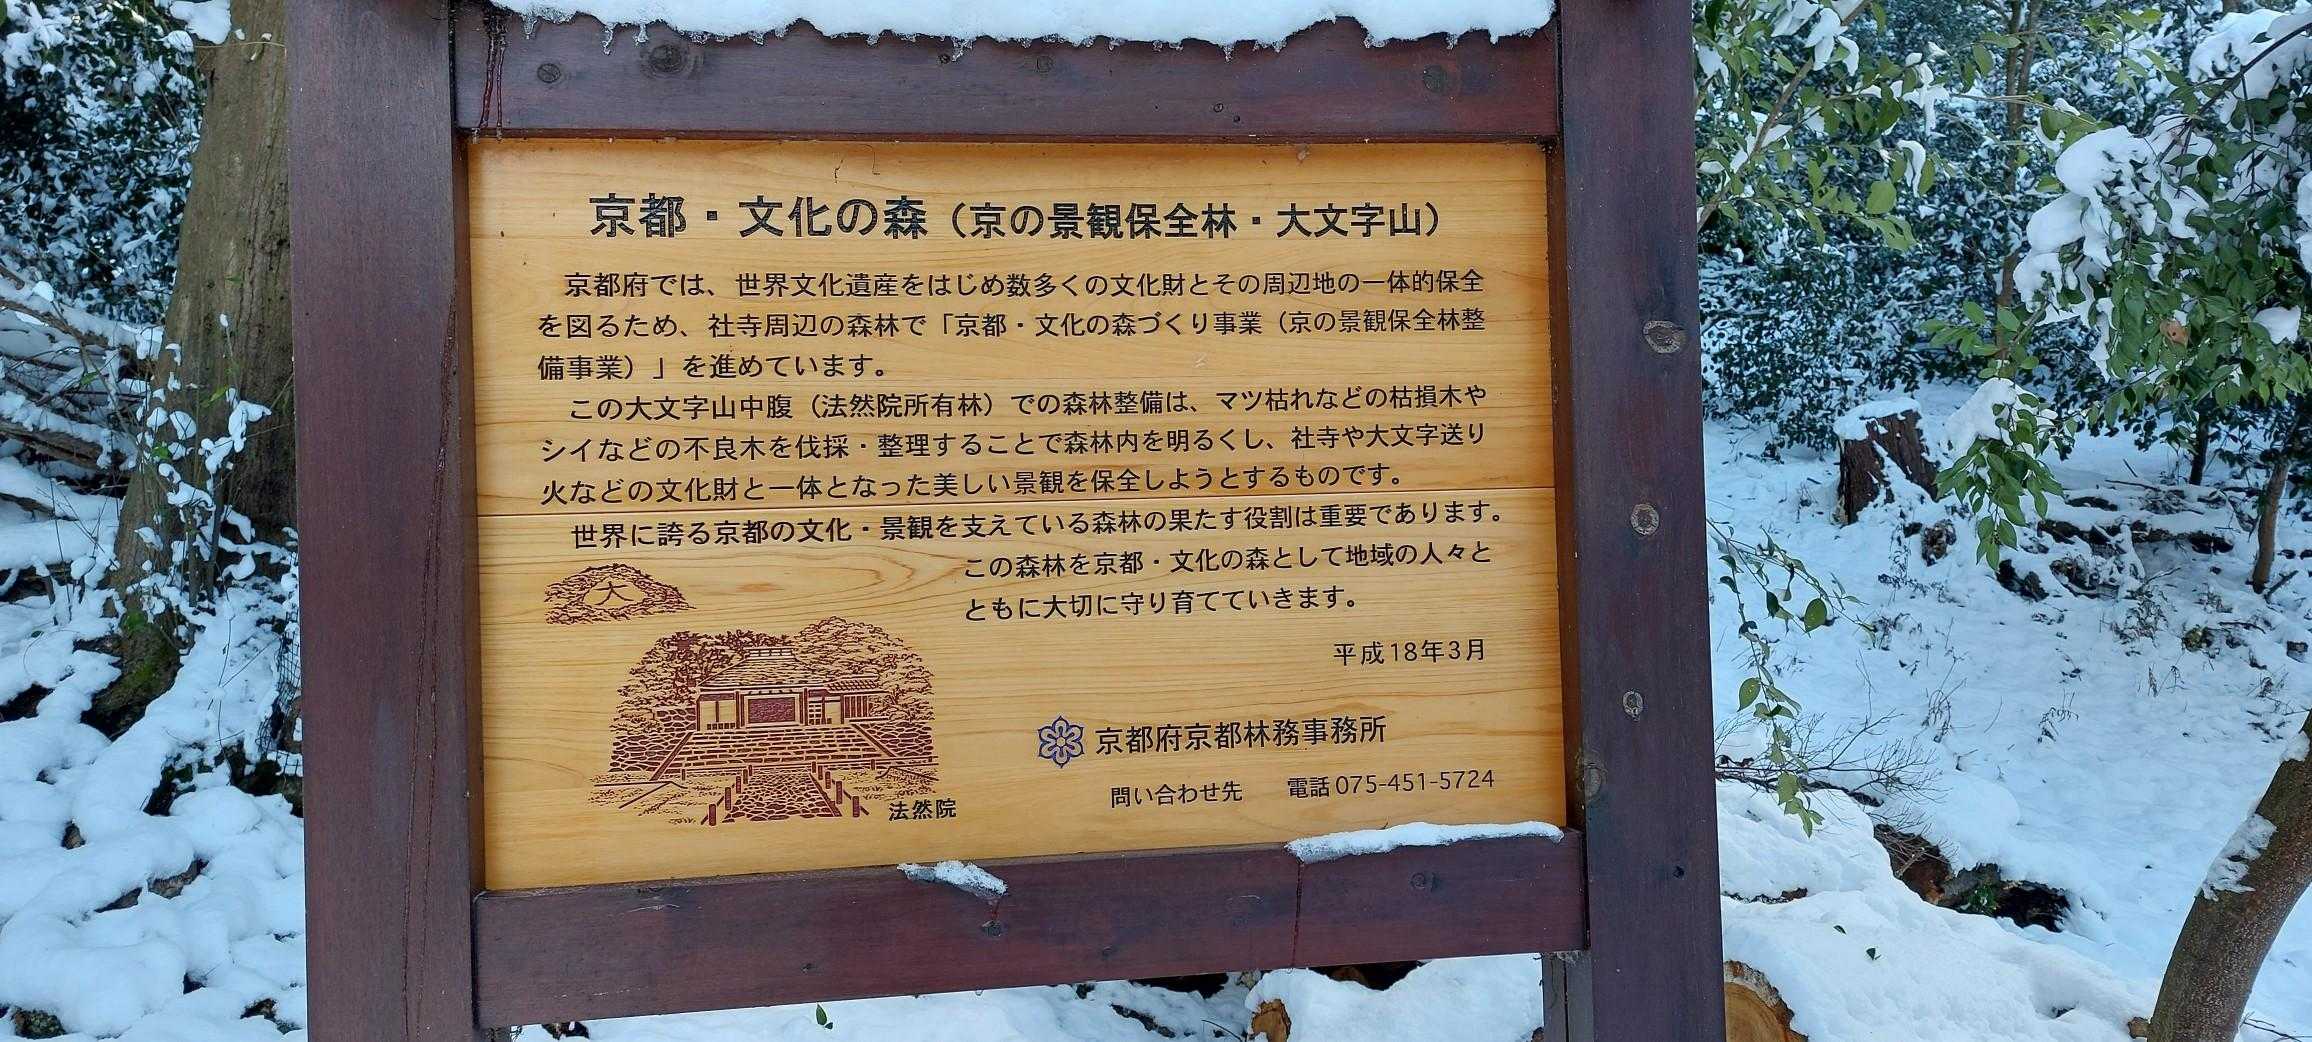 京都・文化の森（京の景観保全林・大文字山）
京都府では、世界文化遺産をはじめ数多くの文化財とその周辺地の一体的保全
を図るため、社寺周辺の森林で「京都・文化の森づくり事業（京の景観保全林整
備事業）」を進めています。
この大文字山中腹（法然院所有林）での森林整備は、マツ枯れなどの枯損木や
シイなどの不良木を伐採・整理することで森林内を明るくし、社寺や大文字送り
火などの文化財と一体となった美しい景観を保全しようとするものです。
世界に誇る京都の文化・景観を支えている森林の果たす役割は重要であります。
この森林を京都・文化の森として地域の人々と
ともに大切に守り育てていきます。
大
平成18年3月
京都府京都林務事務所
問い合わせ先 電話 075-451-5724
法然院